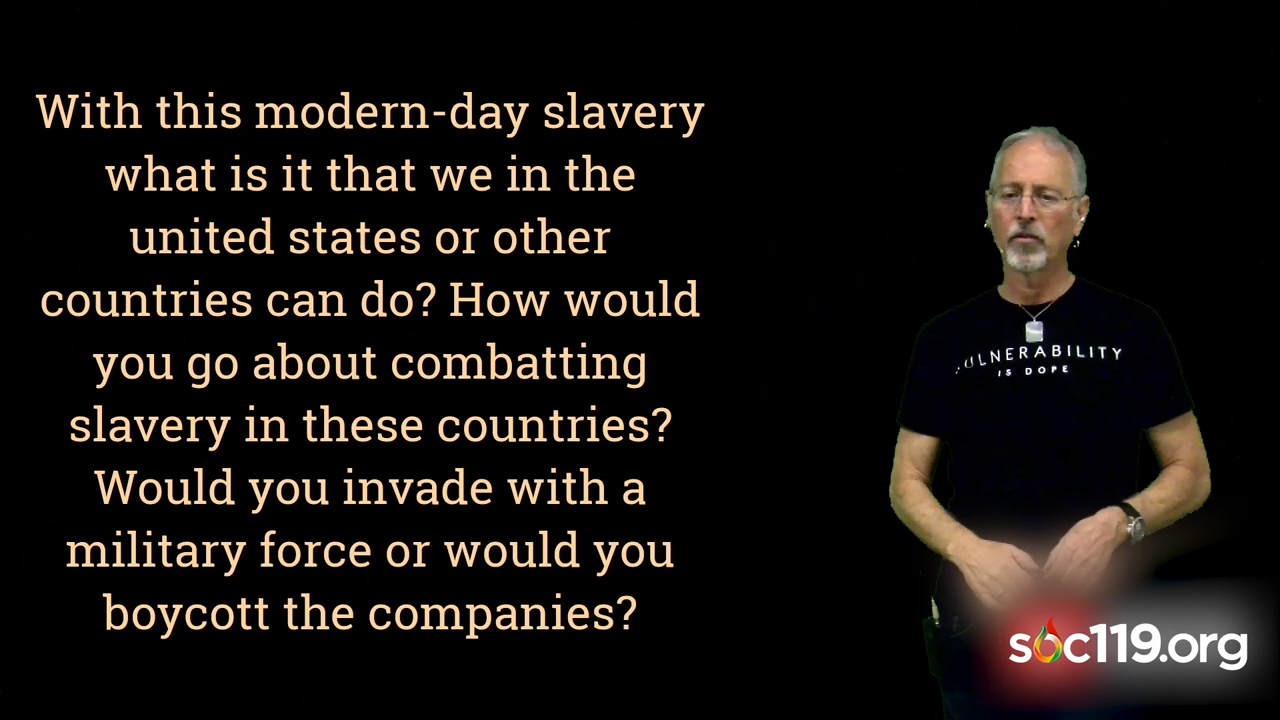 With this modern-day slavery
what is it that we in the
united states or other
countries can do? How would
you go about combatting
slavery in these countries?
Would you invade with a
military force or would you
boycott the companies?
VULNERABILITY
IS DOPE
soc119.org